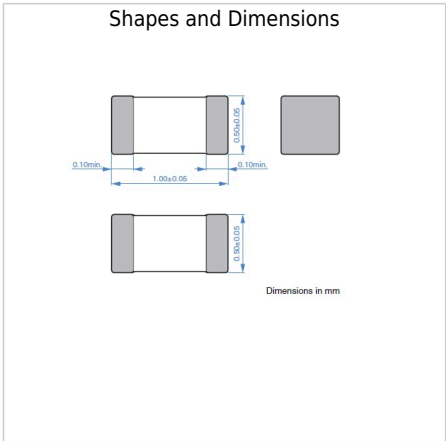 Shapes and Dimensions
0.50±0.05
0.10min.
0.10min.
1.00±0.05
0.50±0.05
Dimensions in mm